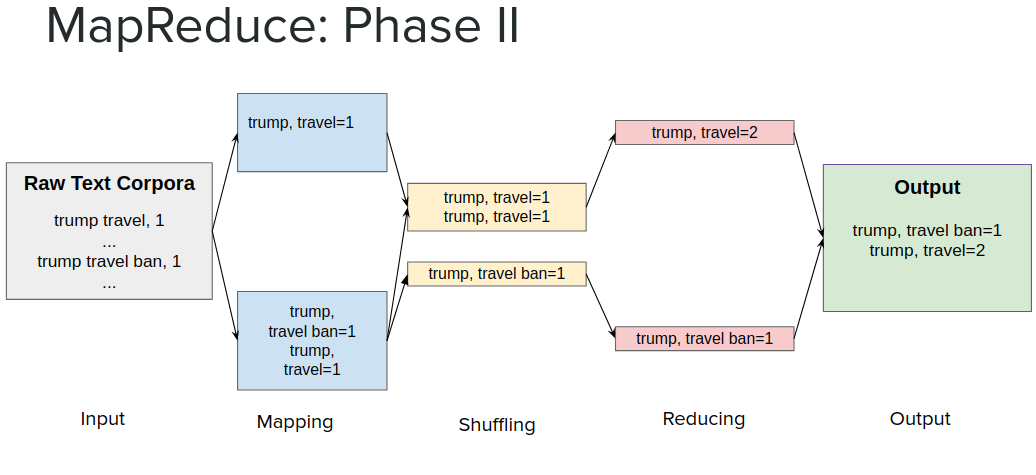 MapReduce: Phase II
Raw Text Corpora
trump travel, 1
...
trump travel ban, 1
...
trump, travel=1
trump,
travel ban=1
trump,
travel=1
trump, travel=1
trump, travel=1
trump, travel ban=1
trump, travel=2
trump, travel ban=1
Output
trump, travel ban=1
trump, travel=2
Input
Mapping
Shuffling
Reducing
Output